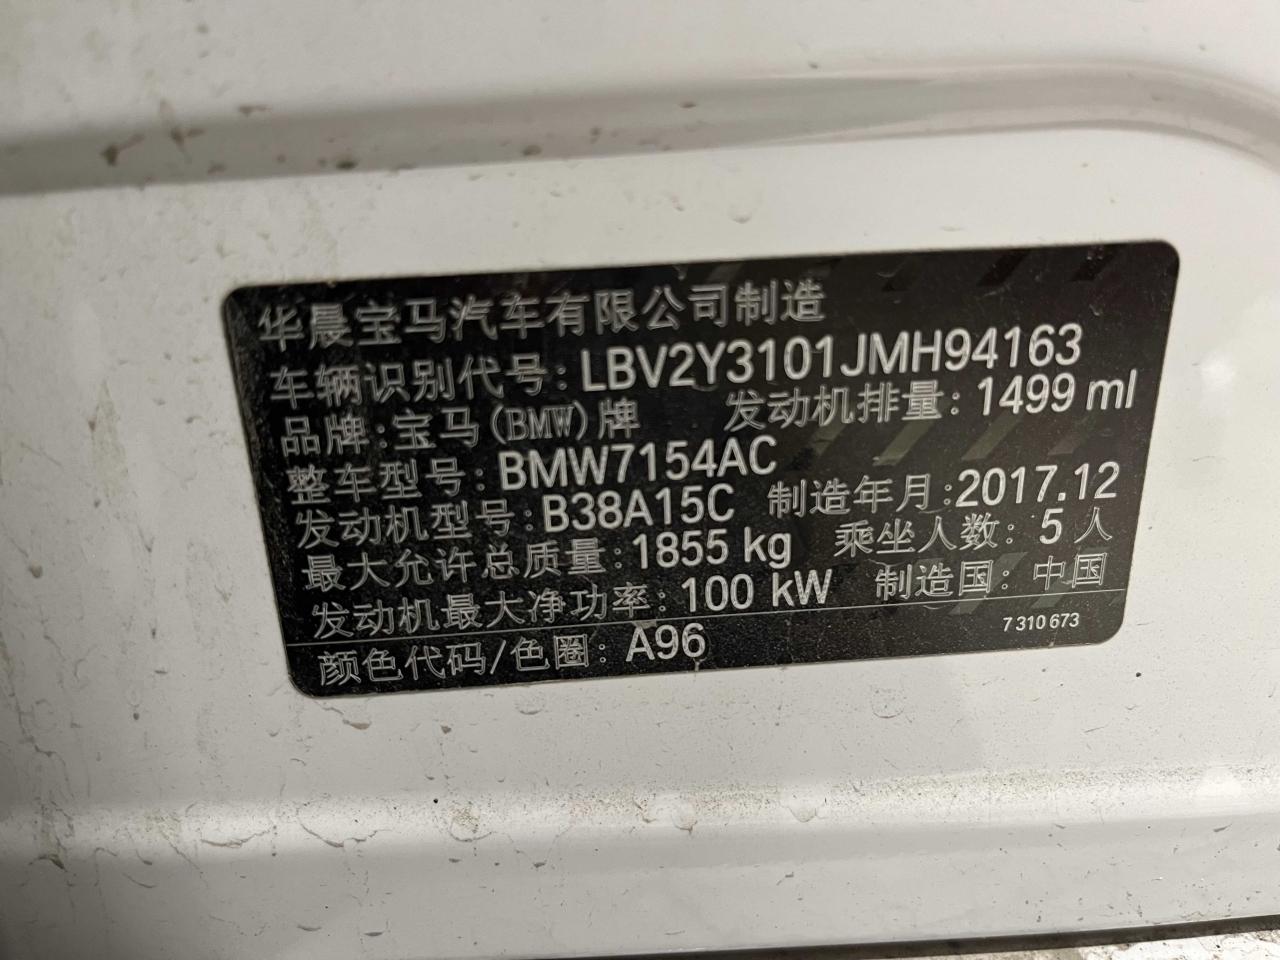 华晨宝马汽车有限公司制造
车辆识别代号: LBV2Y3101JMH94163
品牌:宝马(BMW)牌 发动机排量: 1499 ml
整车型号: BMW7154AC
发动机型号: B38A15C 制造年月:2017.12
最大允许总质量: 1855 kg 乘坐人数: 5 人
发动机最大净功率: 100 kW 制造国: 中国
颜色代码/色圈: A96 7 310 673